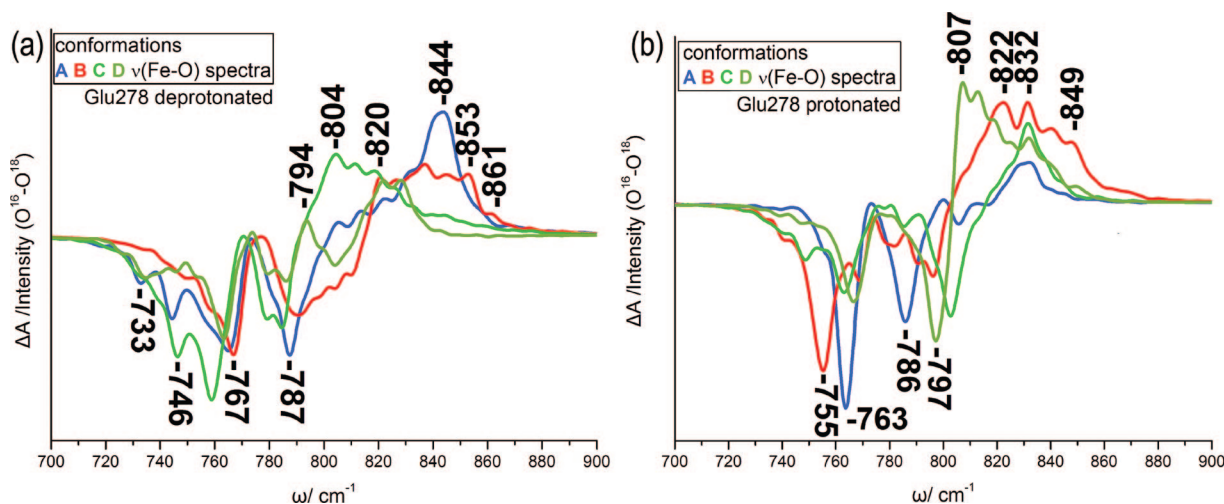 (a)
conformations
A B C D ν(Fe-O) spectra
Glu278 deprotonated
-844
-804
-820
-853
-794
-861
-733
-746
-767
-787
ΔA /Intensity (O¹⁶-O¹⁸)
700 720 740 760 780 800 820 840 860 880 900
ω/ cm⁻¹
(b)
conformations
A B C D ν(Fe-O) spectra
Glu278 protonated
-807
-822
-832
-849
-755
-763
-786
-797
ΔA /Intensity (O¹⁶-O¹⁸)
700 720 740 760 780 800 820 840 860 880 900
ω/ cm⁻¹